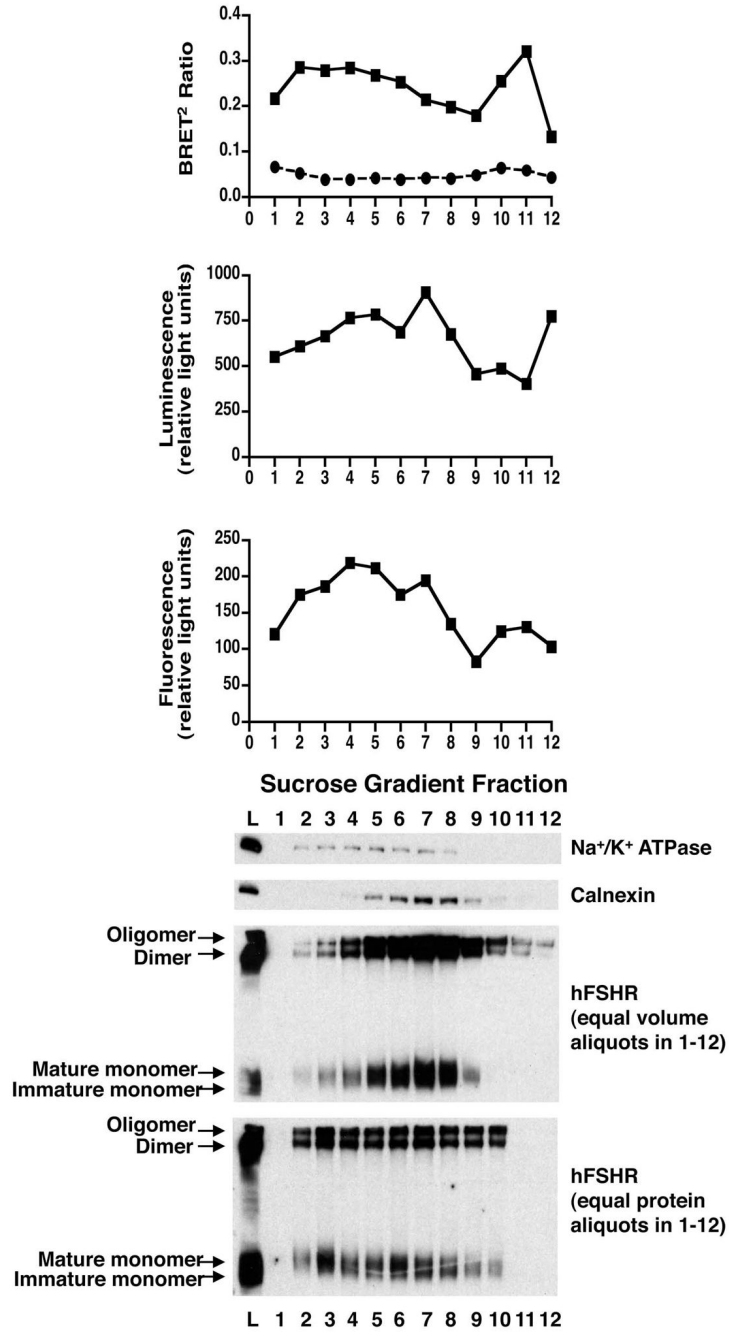 0.4
0.3
0.2
0.1
0.0
BRET² Ratio
0 1 2 3 4 5 6 7 8 9 10 11 12
1000
750
500
250
0
Luminescence
(relative light units)
0 1 2 3 4 5 6 7 8 9 10 11 12
250
200
150
100
50
0
Fluorescence
(relative light units)
0 1 2 3 4 5 6 7 8 9 10 11 12
Sucrose Gradient Fraction
L 1 2 3 4 5 6 7 8 9 10 11 12
Na⁺/K⁺ ATPase
Calnexin
Oligomer
Dimer
hFSHR
(equal volume
aliquots in 1-12)
Mature monomer
Immature monomer
Oligomer
Dimer
hFSHR
(equal protein
aliquots in 1-12)
Mature monomer
Immature monomer
L 1 2 3 4 5 6 7 8 9 10 11 12